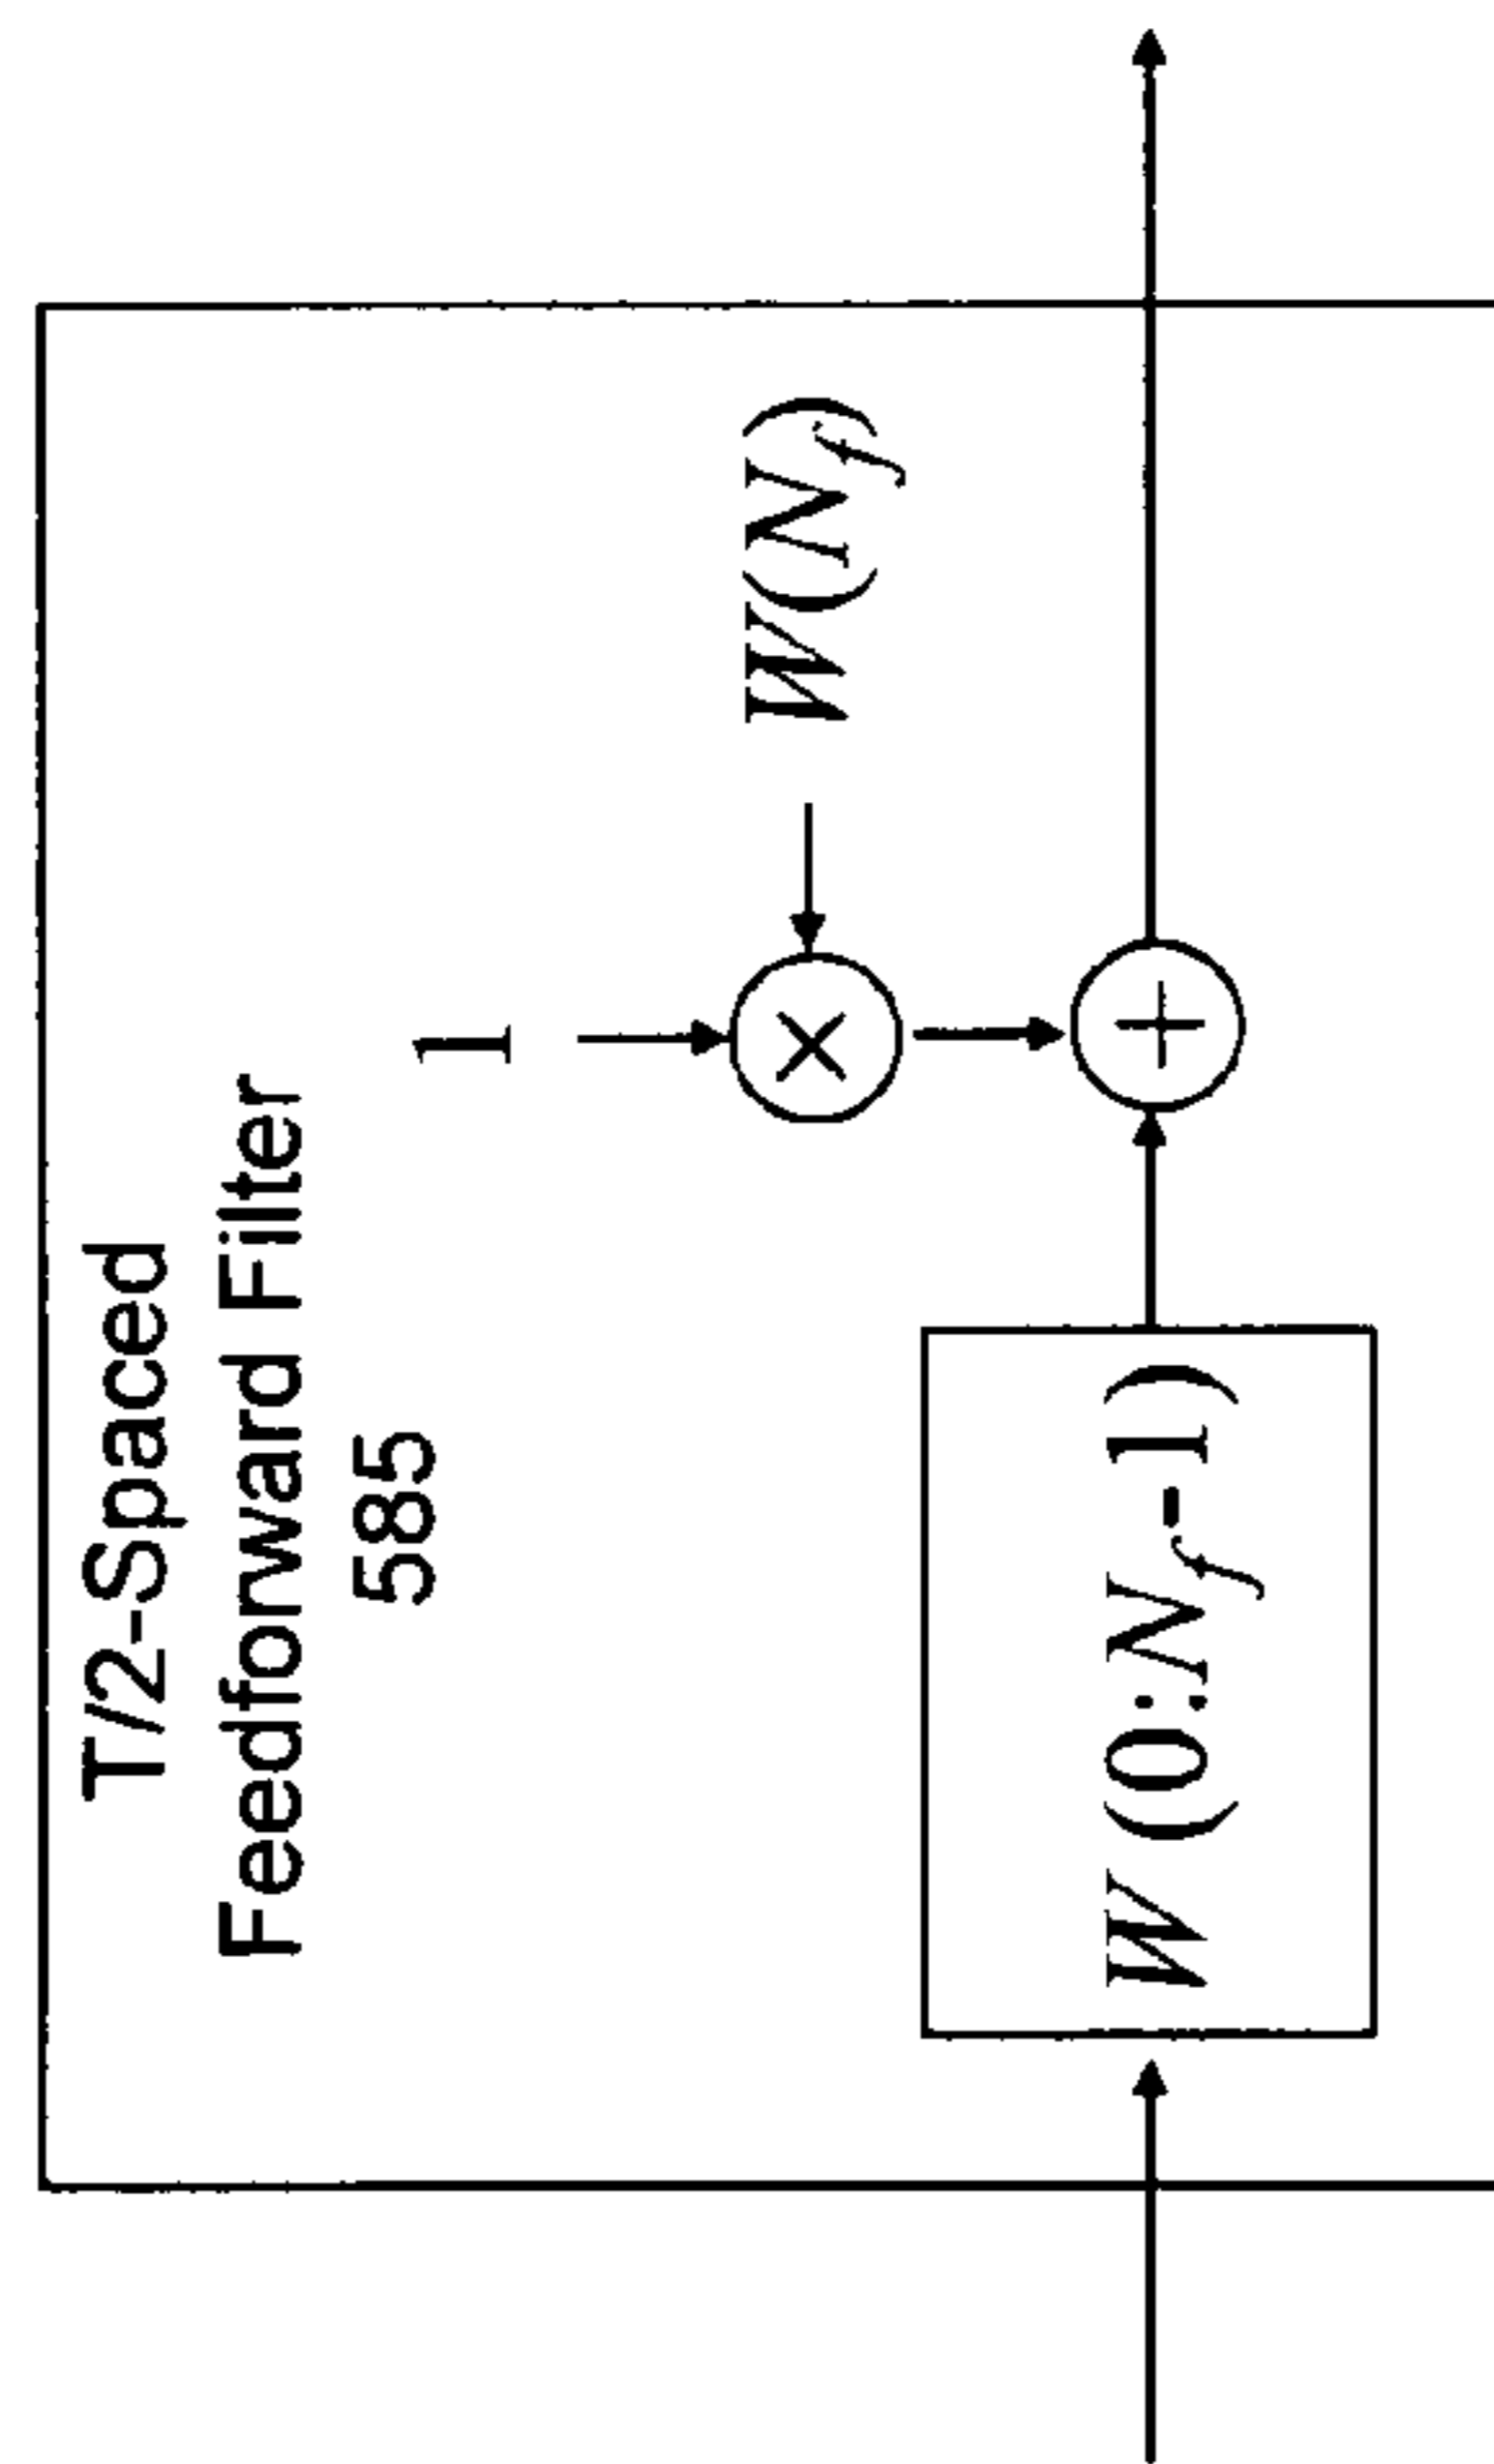 T/2-Spaced
Feedforward Filter
585
1
×
W(N_f)
+
W (0:N_f-1)